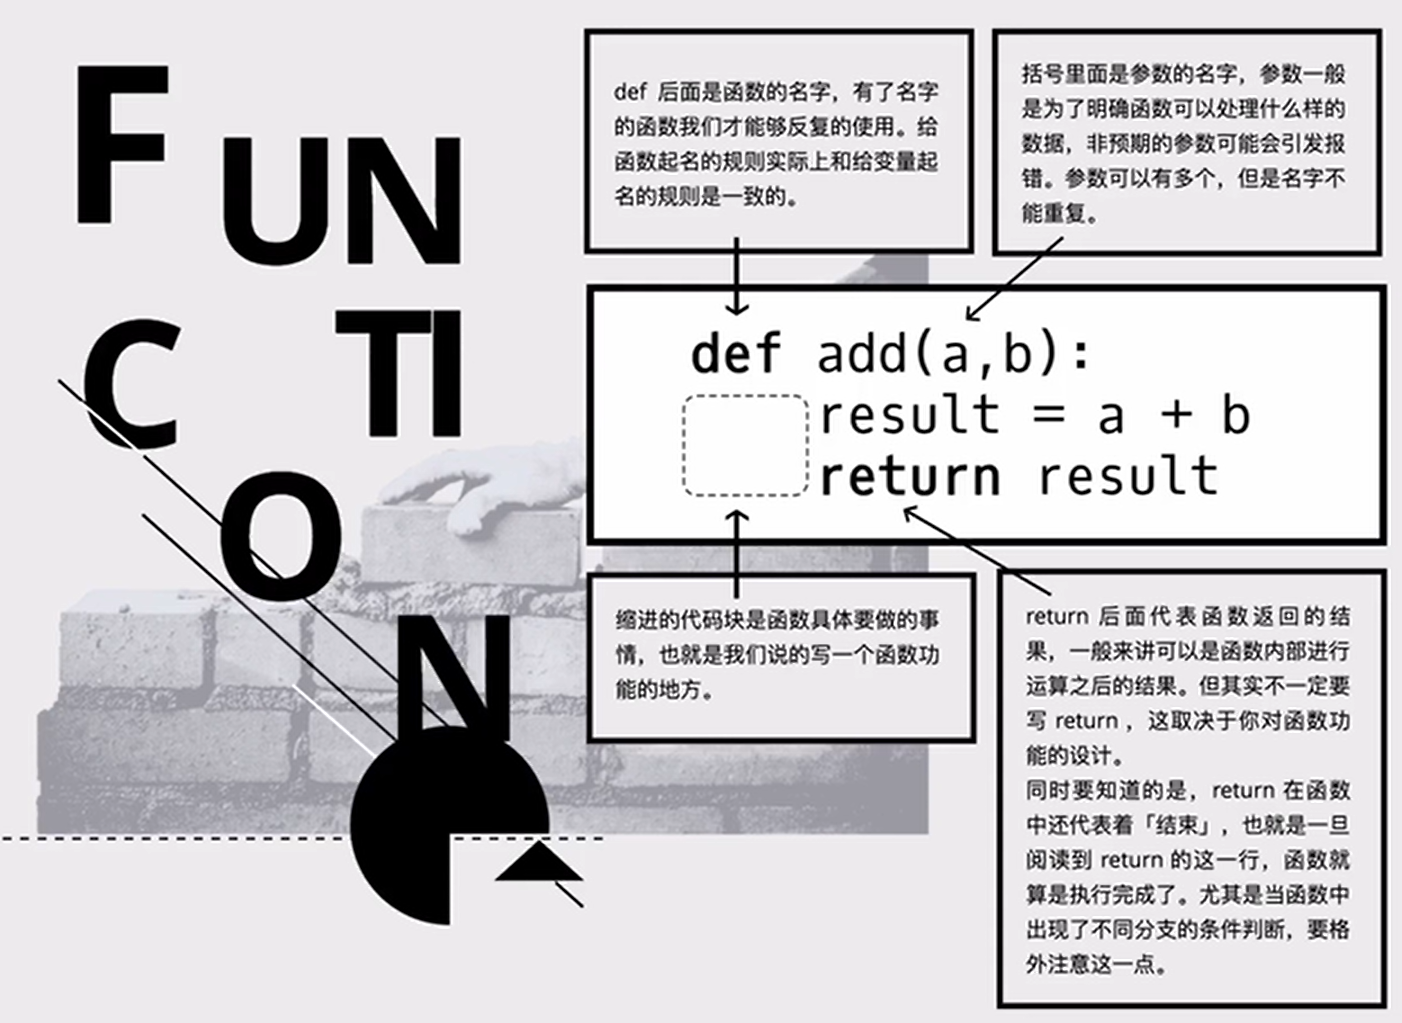 F
UN
C
TI
O
N
def 后面是函数的名字，有了名字
的函数我们才能够反复的使用。给
函数起名的规则实际上和给变量起
名的规则是一致的。
括号里面是参数的名字，参数一般
是为了明确函数可以处理什么样的
数据，非预期的参数可能会引发报
错。参数可以有多个，但是名字不
能重复。
def add(a,b):
result = a + b
return result
缩进的代码块是函数具体要做的事
情，也就是我们说的写一个函数功
能的地方。
return 后面代表函数返回的结
果，一般来讲可以是函数内部进行
运算之后的结果。但其实不一定要
写 return ，这取决于你对函数功
能的设计。
同时要知道的是，return 在函数
中还代表着「结束」，也就是一旦
阅读到 return 的这一行，函数就
算是执行完成了。尤其是当函数中
出现了不同分支的条件判断，要格
外注意这一点。